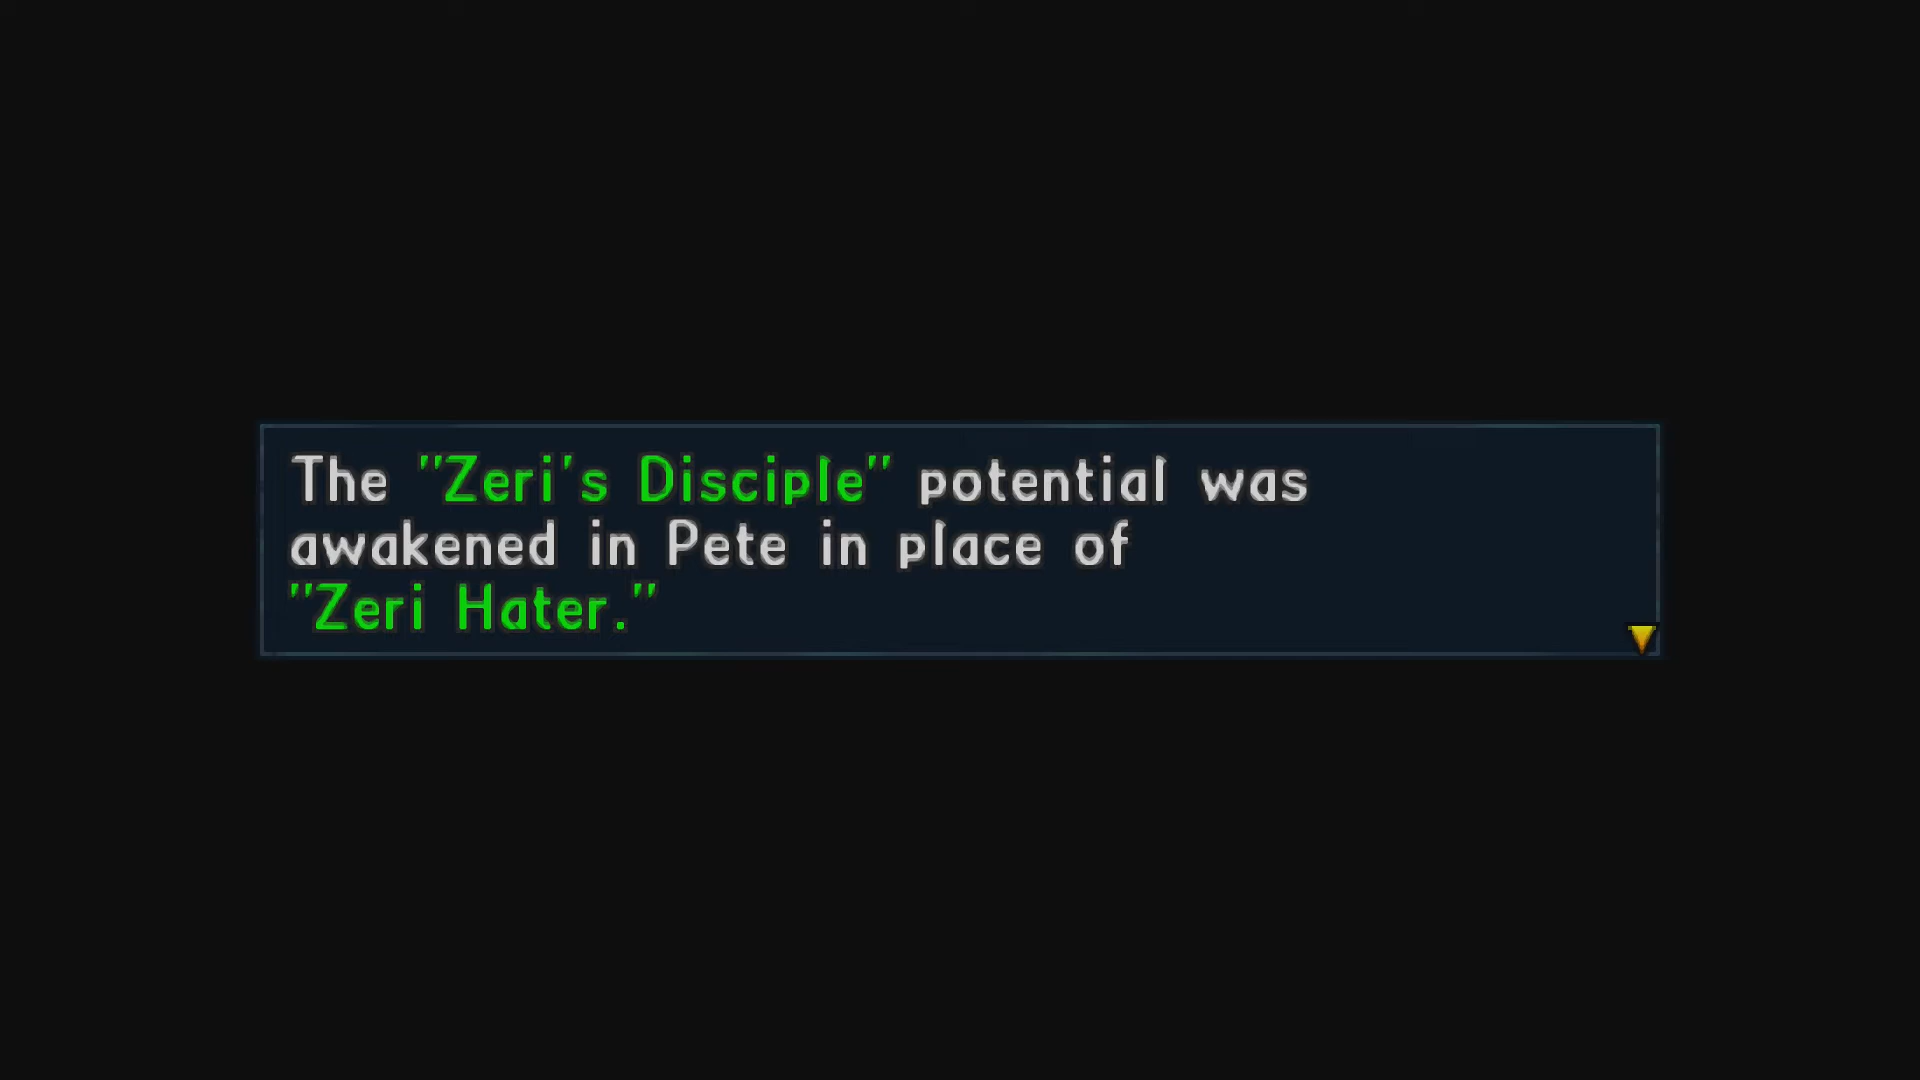 The "Zeri's Disciple" potential was
awakened in Pete in place of
"Zeri Hater."